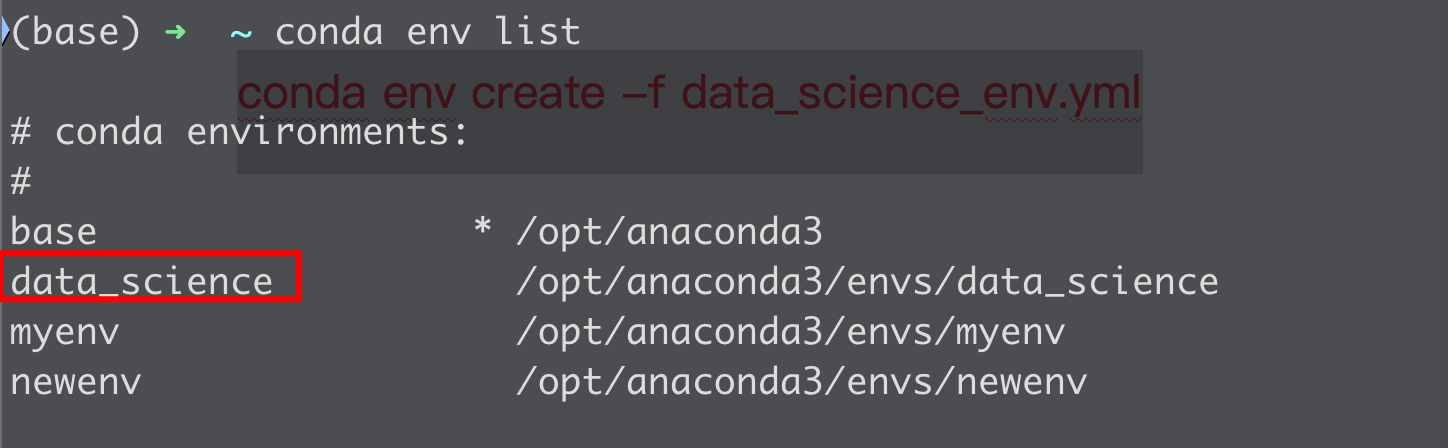 (base) ➜ ~ conda env list
conda env create –f data_science_env.yml
# conda environments:
#
base * /opt/anaconda3
data_science /opt/anaconda3/envs/data_science
myenv /opt/anaconda3/envs/myenv
newenv /opt/anaconda3/envs/newenv